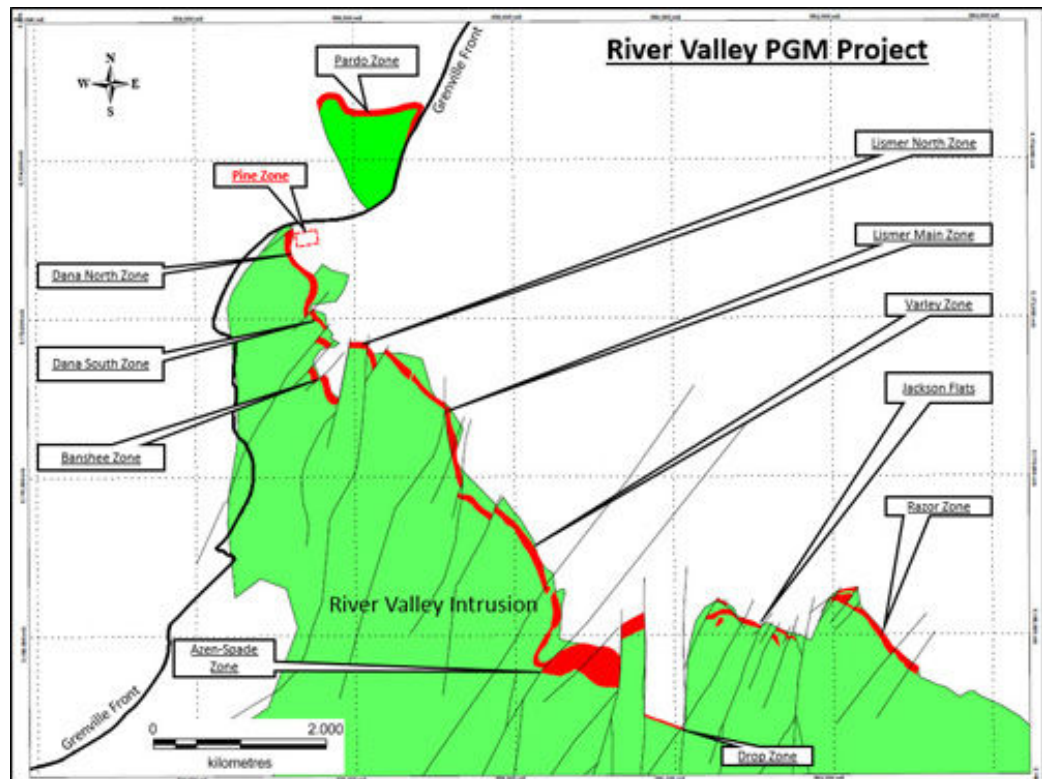 River Valley PGM Project
N
W
E
S
Pardo Zone
Grenville Front
Lismer North Zone
Pine Zone
Lismer Main Zone
Dana North Zone
Varley Zone
Dana South Zone
Jackson Flats
Banshee Zone
Razor Zone
River Valley Intrusion
Azen-Spade
Zone
Grenville Front
0
2.000
kilometres
Drop Zone